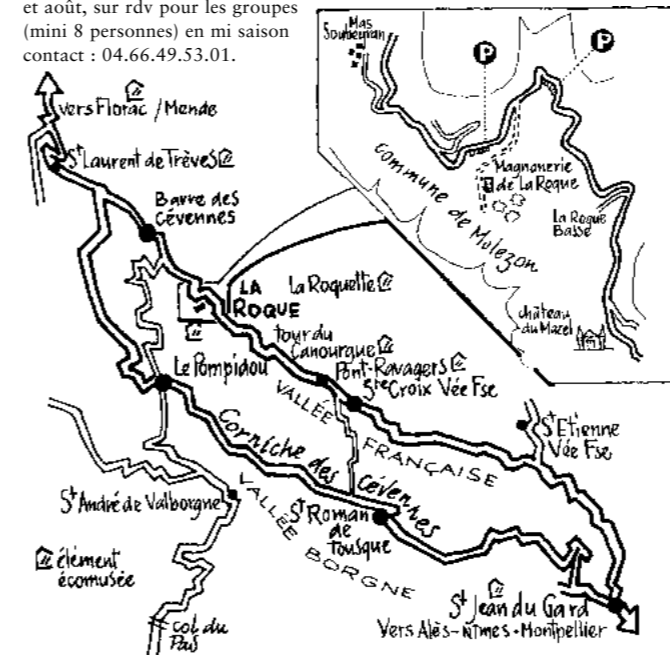 et août, sur rdv pour les groupes
(mini 8 personnes) en mi saison
contact : 04.66.49.53.01.
Mas
Soubeyran
P
P
Magnanerie
de La Roque
commune de Molezon
La Roque
Basse
château
du Mazel
vers Florac / Mende
St Laurent de Trèves
Barre des
Cévennes
LA
ROQUE
La Roquette
tour du
Canourgue
Pont-Ravagers
Ste Croix Vée Fse
Le Pompidou
VALLÉE FRANÇAISE
St Etienne
Vée Fse
Corniche des Cévennes
St André de Valborgne
VALLÉE BORGNE
St Roman
de
Tousque
élément
écomusée
col du
Pas
St Jean du Gard
Vers Alès-Nîmes-Montpellier